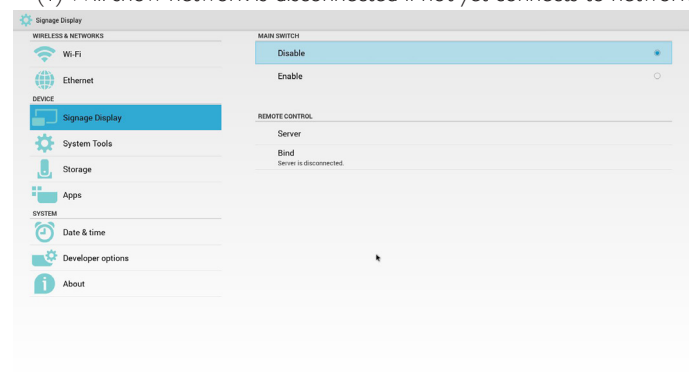 Signage Display
WIRELESS & NETWORKS
Wi-Fi
Ethernet
DEVICE
Signage Display
System Tools
Storage
Apps
SYSTEM
Date & time
Developer options
About
MAIN SWITCH
Disable
Enable
REMOTE CONTROL
Server
Bind
Server is disconnected.